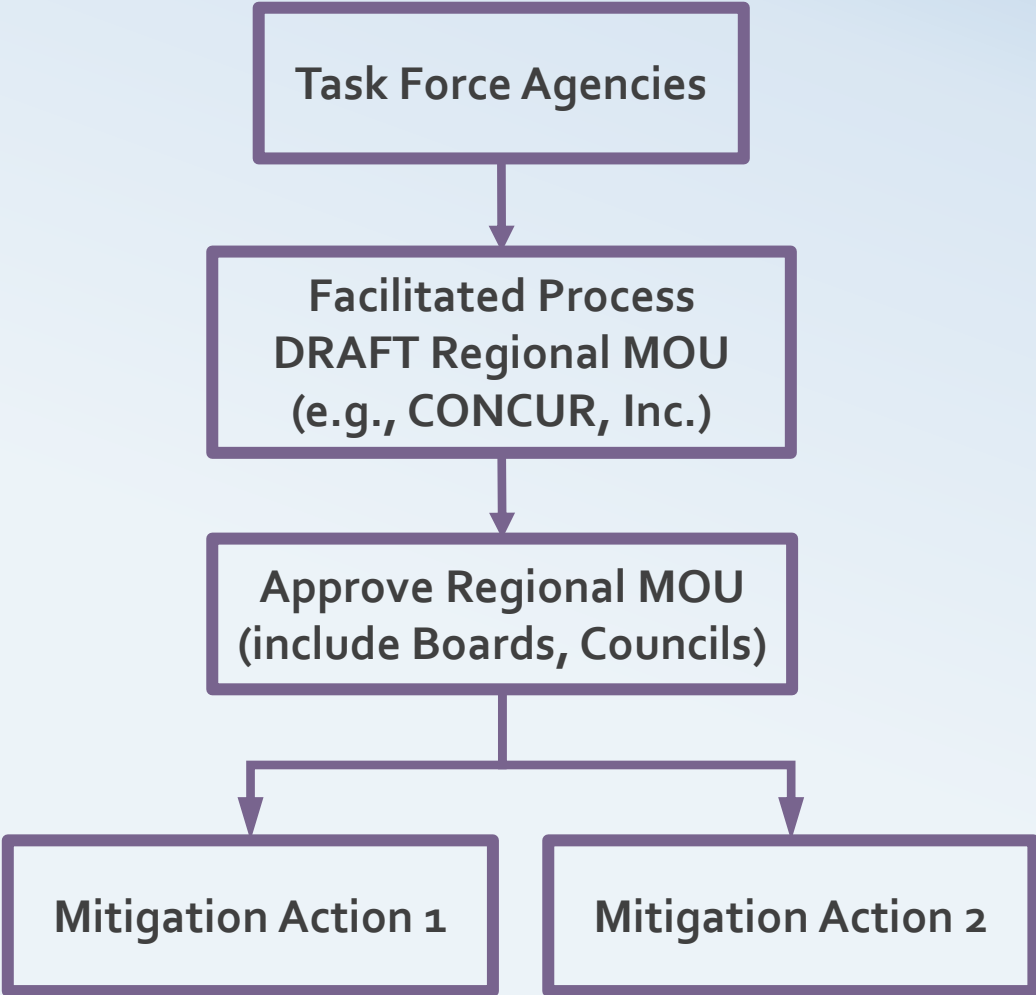 Task Force Agencies
Facilitated Process
DRAFT Regional MOU
(e.g., CONCUR, Inc.)
Approve Regional MOU
(include Boards, Councils)
Mitigation Action 1
Mitigation Action 2